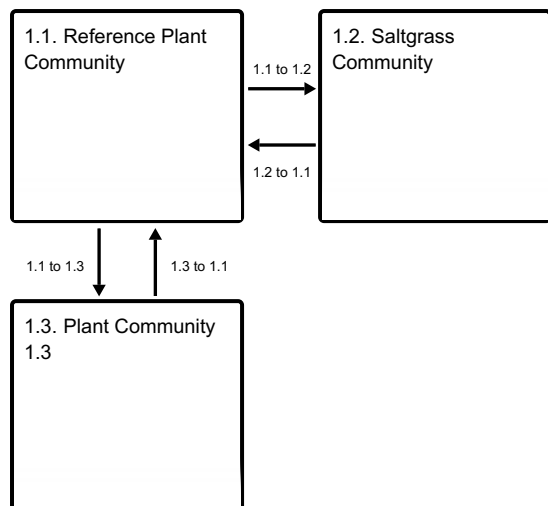 1.1. Reference Plant
Community
1.2. Saltgrass
Community
1.1 to 1.2
1.2 to 1.1
1.1 to 1.3
1.3 to 1.1
1.3. Plant Community
1.3